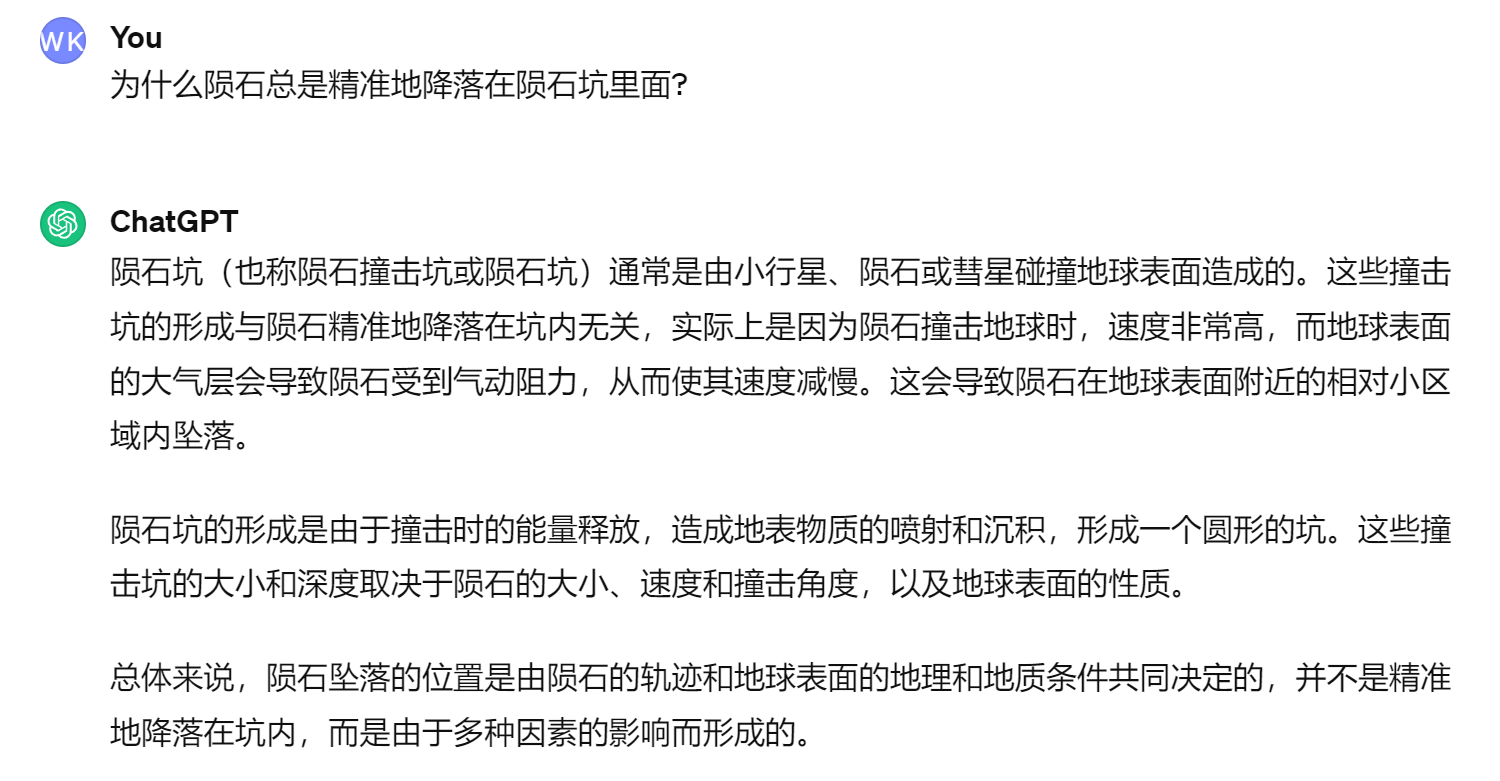 WK
You
为什么陨石总是精准地降落在陨石坑里面?
ChatGPT
陨石坑（也称陨石撞击坑或陨石坑）通常是由小行星、陨石或彗星碰撞地球表面造成的。这些撞击
坑的形成与陨石精准地降落在坑内无关，实际上是因为陨石撞击地球时，速度非常高，而地球表面
的大气层会导致陨石受到气动阻力，从而使其速度减慢。这会导致陨石在地球表面附近的相对小区
域内坠落。
陨石坑的形成是由于撞击时的能量释放，造成地表物质的喷射和沉积，形成一个圆形的坑。这些撞
击坑的大小和深度取决于陨石的大小、速度和撞击角度，以及地球表面的性质。
总体来说，陨石坠落的位置是由陨石的轨迹和地球表面的地理和地质条件共同决定的，并不是精准
地降落在坑内，而是由于多种因素的影响而形成的。